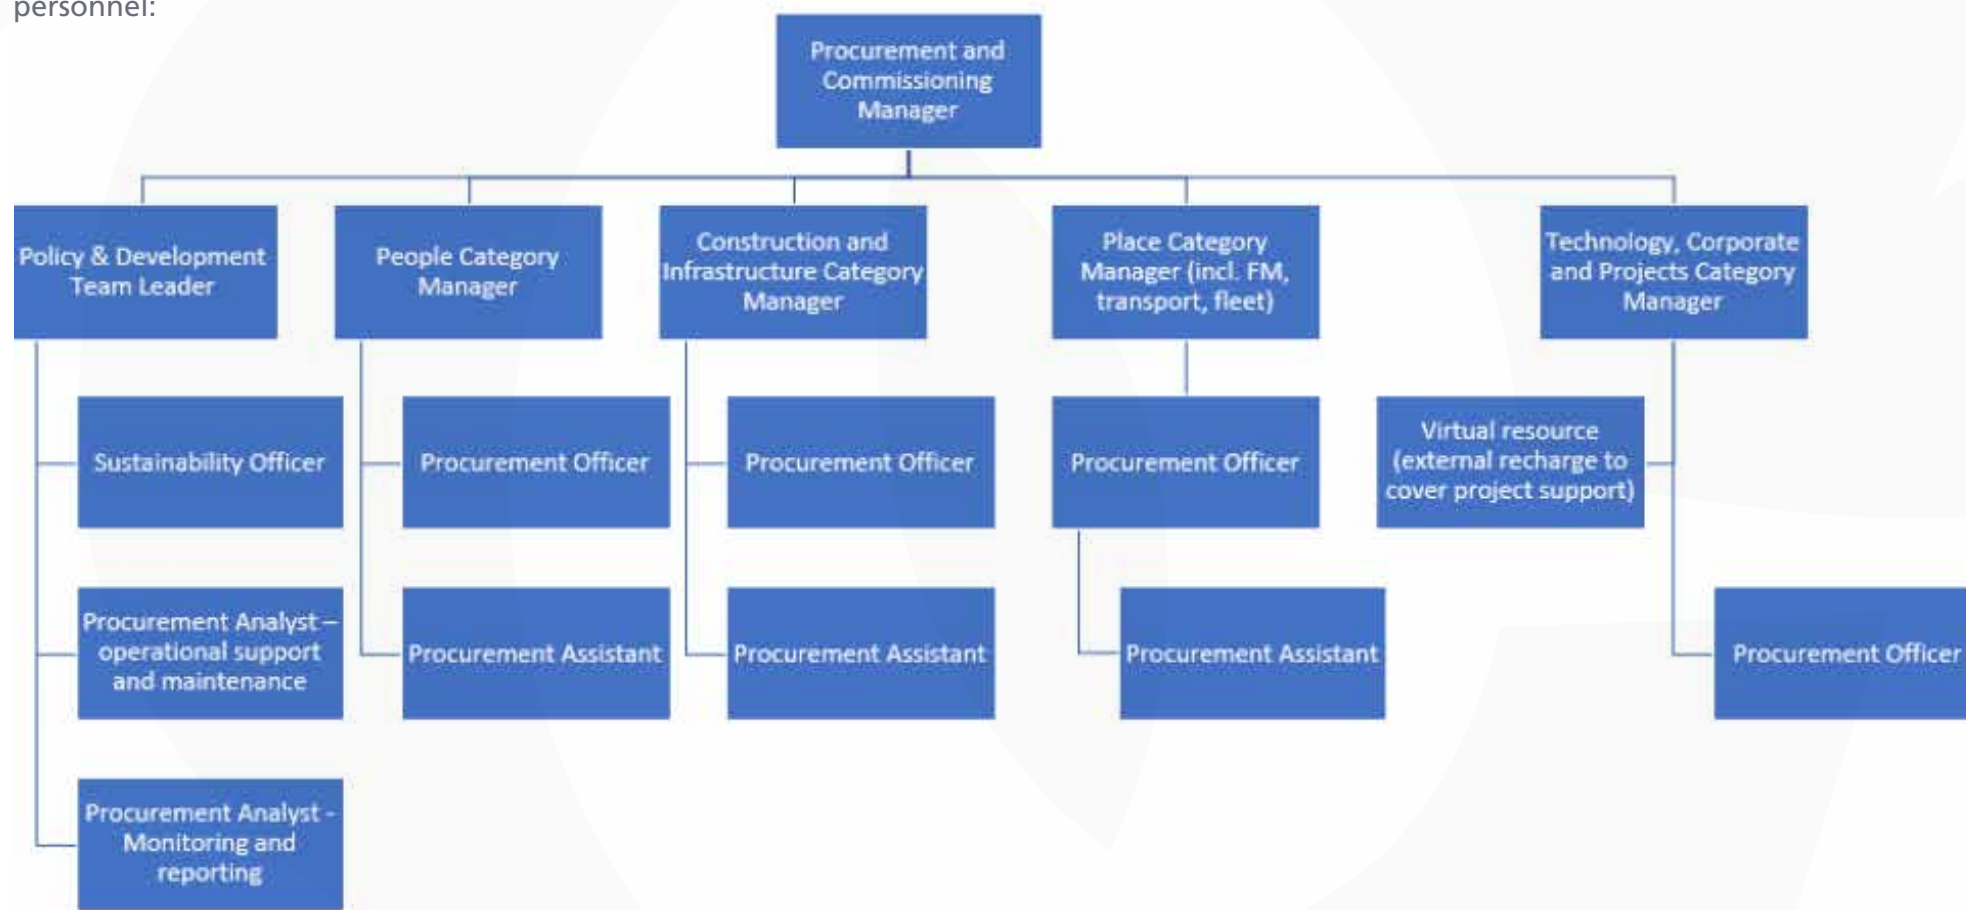 personnel:
Procurement and
Commissioning
Manager
Policy & Development
Team Leader
People Category
Manager
Construction and
Infrastructure Category
Manager
Place Category
Manager (incl. FM,
transport, fleet)
Technology, Corporate
and Projects Category
Manager
Sustainability Officer
Procurement Officer
Procurement Officer
Procurement Officer
Virtual resource
(external recharge to
cover project support)
Procurement Analyst –
operational support
and maintenance
Procurement Assistant
Procurement Assistant
Procurement Assistant
Procurement Officer
Procurement Analyst -
Monitoring and
reporting